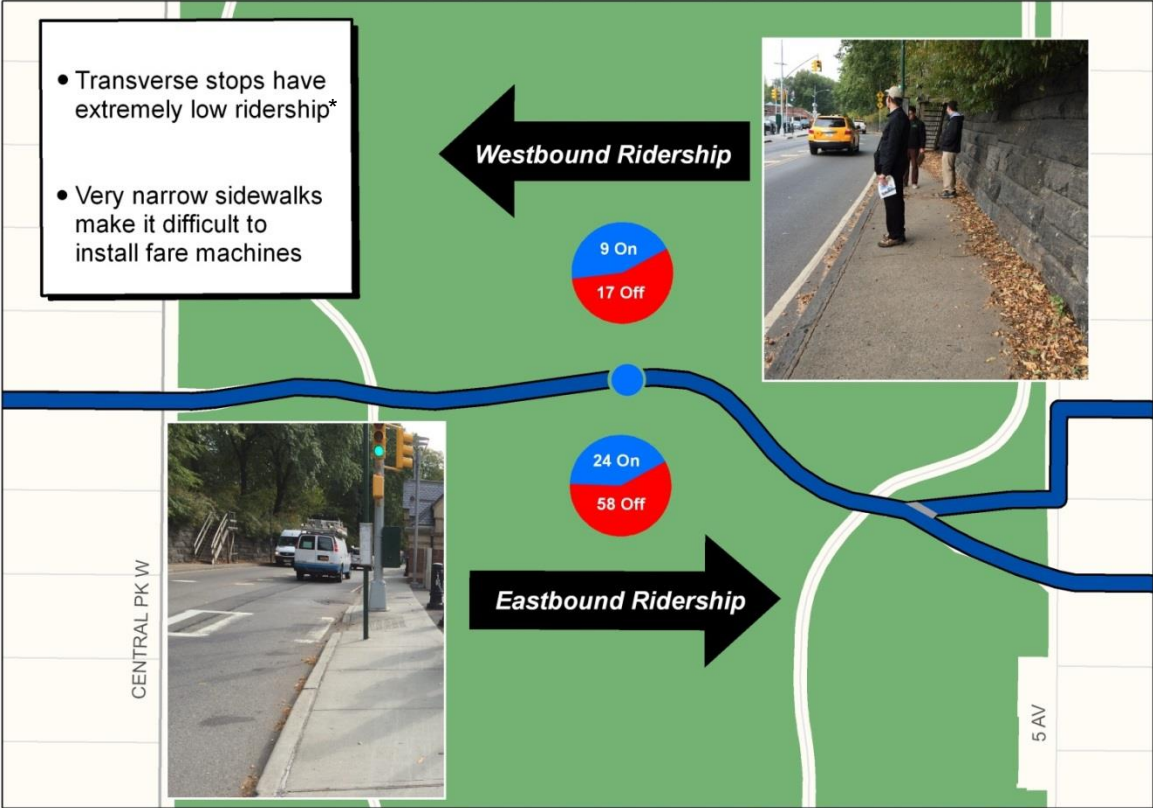 • Transverse stops have
extremely low ridership*
• Very narrow sidewalks
make it difficult to
install fare machines
Westbound Ridership
9 On
17 Off
24 On
58 Off
Eastbound Ridership
CENTRAL PK W
5 AV